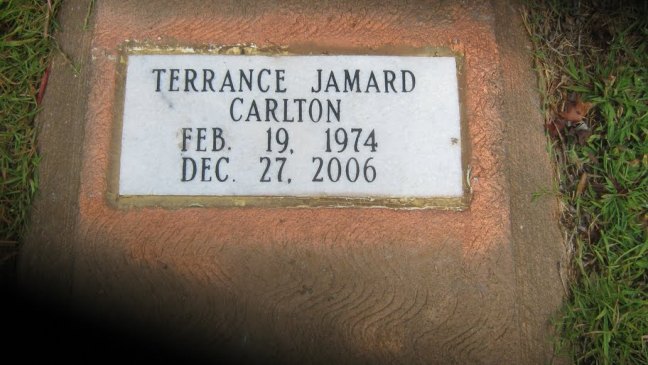 TERRANCE JAMARD
CARLTON
FEB. 19, 1974
DEC. 27, 2006